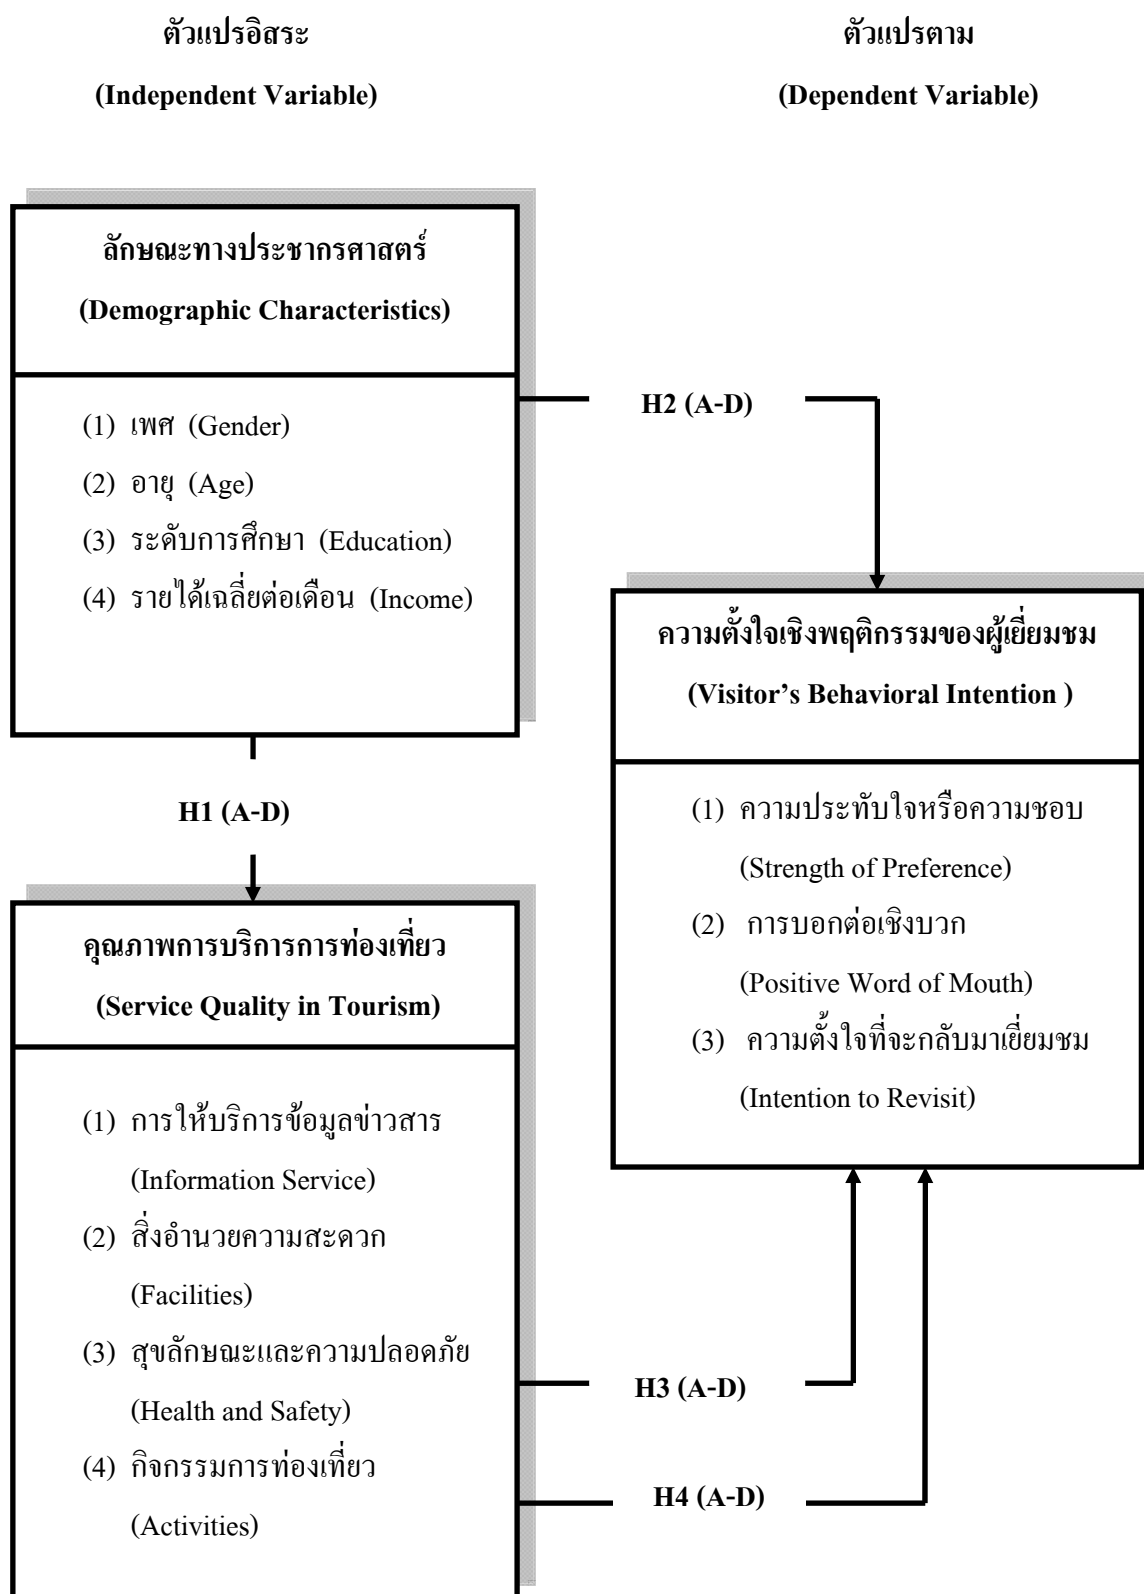 ตัวแปรอิสระ
(Independent Variable)
ตัวแปรตาม
(Dependent Variable)
ลักษณะทางประชากรศาสตร์
(Demographic Characteristics)
(1) เพศ (Gender)
(2) อายุ (Age)
(3) ระดับการศึกษา (Education)
(4) รายได้เฉลี่ยต่อเดือน (Income)
H2 (A-D)
H1 (A-D)
ความตั้งใจเชิงพฤติกรรมของผู้เยี่ยมชม
(Visitor’s Behavioral Intention )
(1) ความประทับใจหรือความชอบ
(Strength of Preference)
(2) การบอกต่อเชิงบวก
(Positive Word of Mouth)
(3) ความตั้งใจที่จะกลับมาเยี่ยมชม
(Intention to Revisit)
คุณภาพการบริการการท่องเที่ยว
(Service Quality in Tourism)
(1) การให้บริการข้อมูลข่าวสาร
(Information Service)
(2) สิ่งอำนวยความสะดวก
(Facilities)
(3) สุขลักษณะและความปลอดภัย
(Health and Safety)
(4) กิจกรรมการท่องเที่ยว
(Activities)
H3 (A-D)
H4 (A-D)